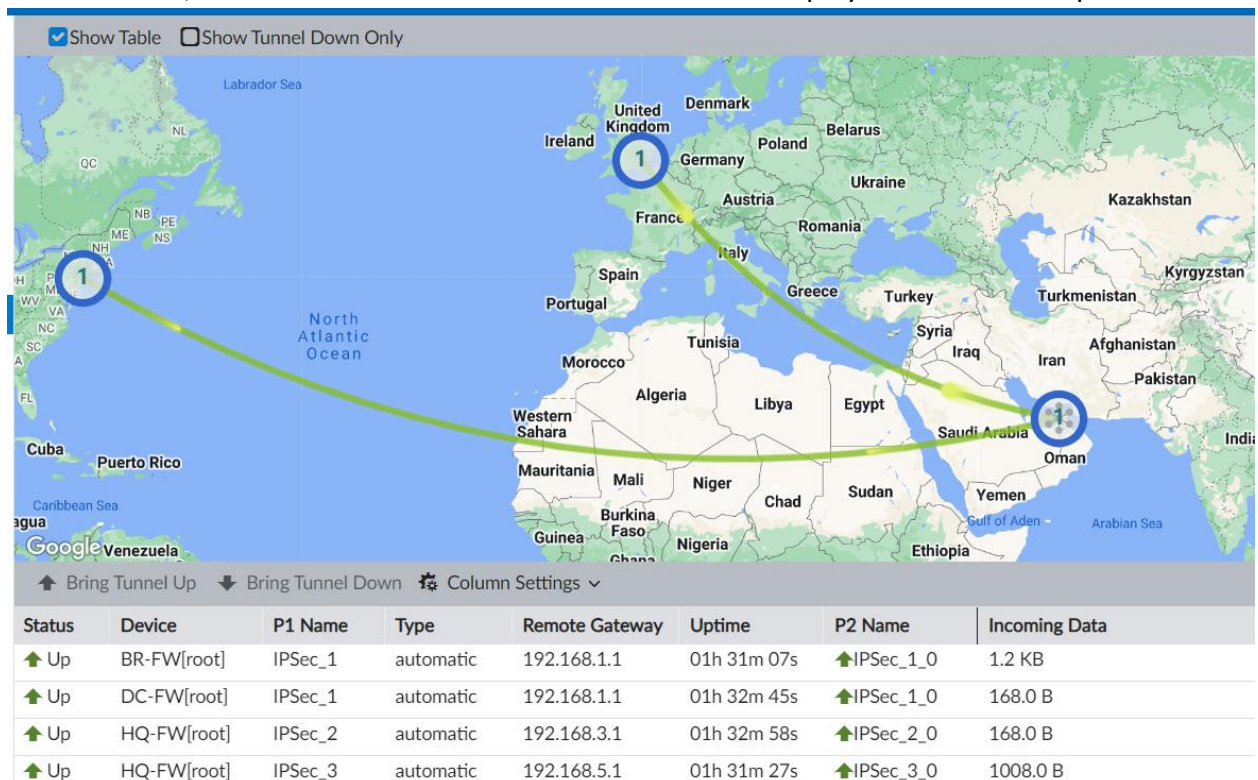 Show Table Show Tunnel Down Only
Labrador Sea
NL
QC
NB
PE
ME
NS
NH
WV
VA
NC
SC
FL
Cuba
Puerto Rico
Caribbean Sea
agua
Google
Venezuela
North
Atlantic
Ocean
United
Kingdom
Denmark
Ireland
Belarus
Poland
Germany
Ukraine
Austria
Kazakhstan
France
Romania
Italy
Spain
Kyrgyzstan
Portugal
Greece
Turkey
Turkmenistan
Syria
Tunisia
Iraq
Iran
Afghanistan
Morocco
Pakistan
Algeria
Libya
Egypt
Western
Sahara
Saudi Arabia
India
Oman
Mauritania
Mali
Niger
Chad
Sudan
Yemen
Burkina
Faso
Guinea
Nigeria
Ghana
Gulf of Aden
Arabian Sea
Ethiopia
1
1
1
Bring Tunnel Up Bring Tunnel Down Column Settings
Status Device P1 Name Type Remote Gateway Uptime P2 Name Incoming Data
Up BR-FW[root] IPSec_1 automatic 192.168.1.1 01h 31m 07s IPSec_1_0 1.2 KB
Up DC-FW[root] IPSec_1 automatic 192.168.1.1 01h 32m 45s IPSec_1_0 168.0 B
Up HQ-FW[root] IPSec_2 automatic 192.168.3.1 01h 32m 58s IPSec_2_0 168.0 B
Up HQ-FW[root] IPSec_3 automatic 192.168.5.1 01h 31m 27s IPSec_3_0 1008.0 B